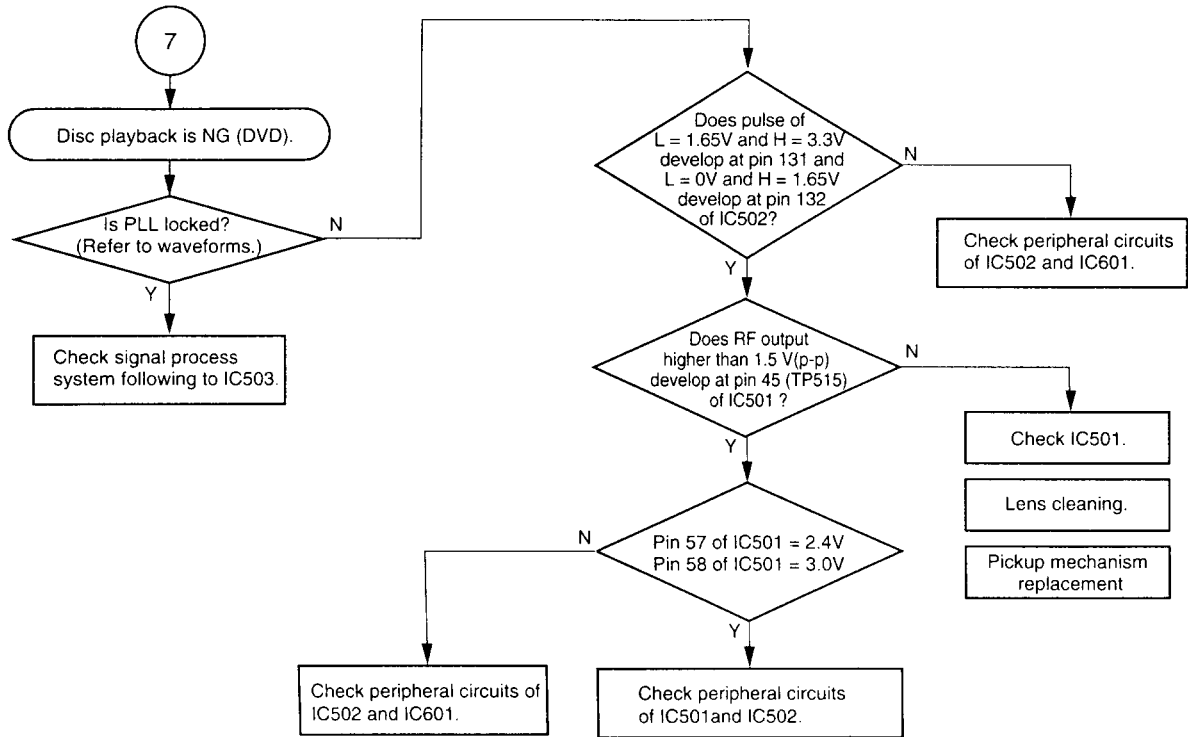 7
Disc playback is NG (DVD).
Is PLL locked?
(Refer to waveforms.)
N
Y
Check signal process
system following to IC503.
Does pulse of
L = 1.65V and H = 3.3V
develop at pin 131 and
L = 0V and H = 1.65V
develop at pin 132
of IC502?
N
Y
Check peripheral circuits
of IC502 and IC601.
Does RF output
higher than 1.5 V(p-p)
develop at pin 45 (TP515)
of IC501 ?
N
Y
Check IC501.
Lens cleaning.
Pickup mechanism
replacement
Pin 57 of IC501 = 2.4V
Pin 58 of IC501 = 3.0V
N
Y
Check peripheral circuits of
IC502 and IC601.
Check peripheral circuits
of IC501and IC502.